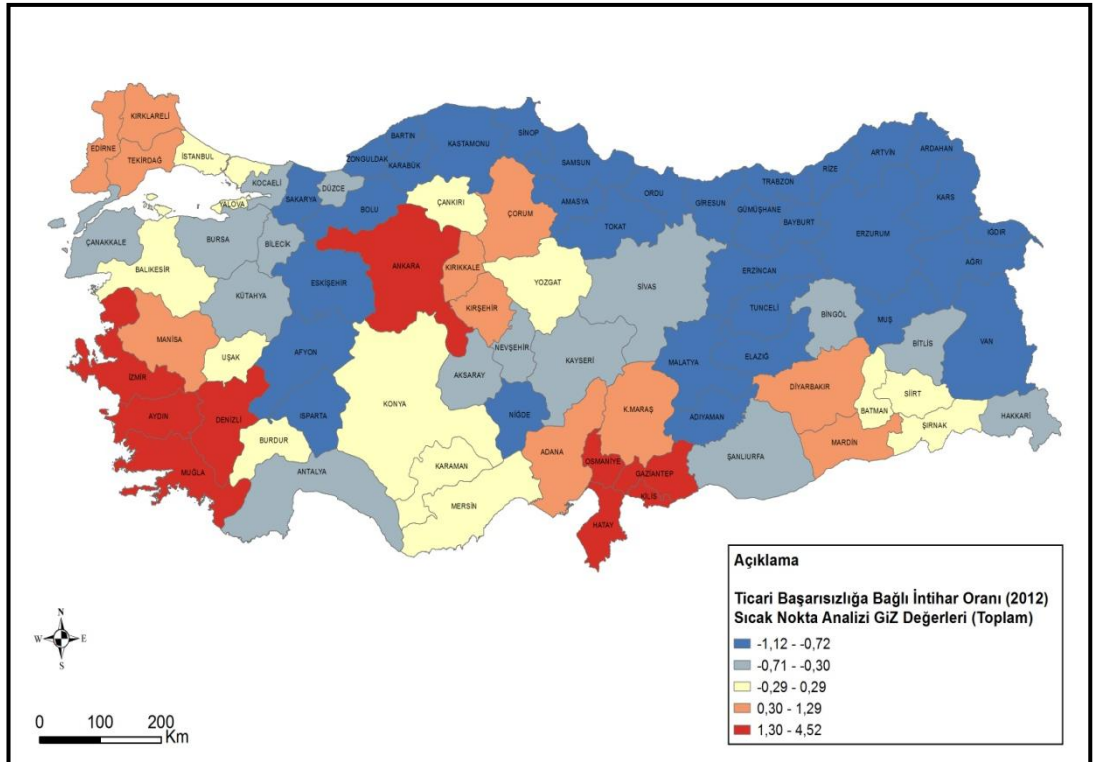 KIRKLARELİ
EDİRNE
TEKİRDAĞ
İSTANBUL
KOCAELİ
YALOVA
SAKARYA
DÜZCE
ZONGULDAK
BARTIN
KARABÜK
KASTAMONU
SİNOP
SAMSUN
BOLU
ÇANKIRI
ÇORUM
AMASYA
ORDU
TOKAT
GİRESUN
TRABZON
GÜMÜŞHANE
BAYBURT
RİZE
ARTVİN
ARDAHAN
KARS
IĞDIR
ERZURUM
AĞRI
ÇANAKKALE
BURSA
BİLECİK
BALIKESİR
KÜTAHYA
ESKİŞEHİR
ANKARA
KIRIKKALE
KIRŞEHİR
YOZGAT
SİVAS
ERZİNCAN
TUNCELİ
BİNGÖL
MUŞ
BİTLİS
VAN
MANİSA
UŞAK
AFYON
İZMİR
AYDIN
DENİZLİ
ISPARTA
BURDUR
MUĞLA
ANTALYA
KONYA
AKSARAY
NEVŞEHİR
KAYSERİ
NİĞDE
KARAMAN
MERSİN
ADANA
K.MARAŞ
MALATYA
ELAZIĞ
ADIYAMAN
DİYARBAKIR
BATMAN
SİİRT
ŞIRNAK
HAKKARİ
MARDİN
ŞANLIURFA
OSMANİYE
GAZİANTEP
KİLİS
HATAY
N
W E
S
0 100 200
Km
Açıklama
Ticari Başarısızlığa Bağlı İntihar Oranı (2012)
Sıcak Nokta Analizi GiZ Değerleri (Toplam)
-1,12 - -0,72
-0,71 - -0,30
-0,29 - 0,29
0,30 - 1,29
1,30 - 4,52